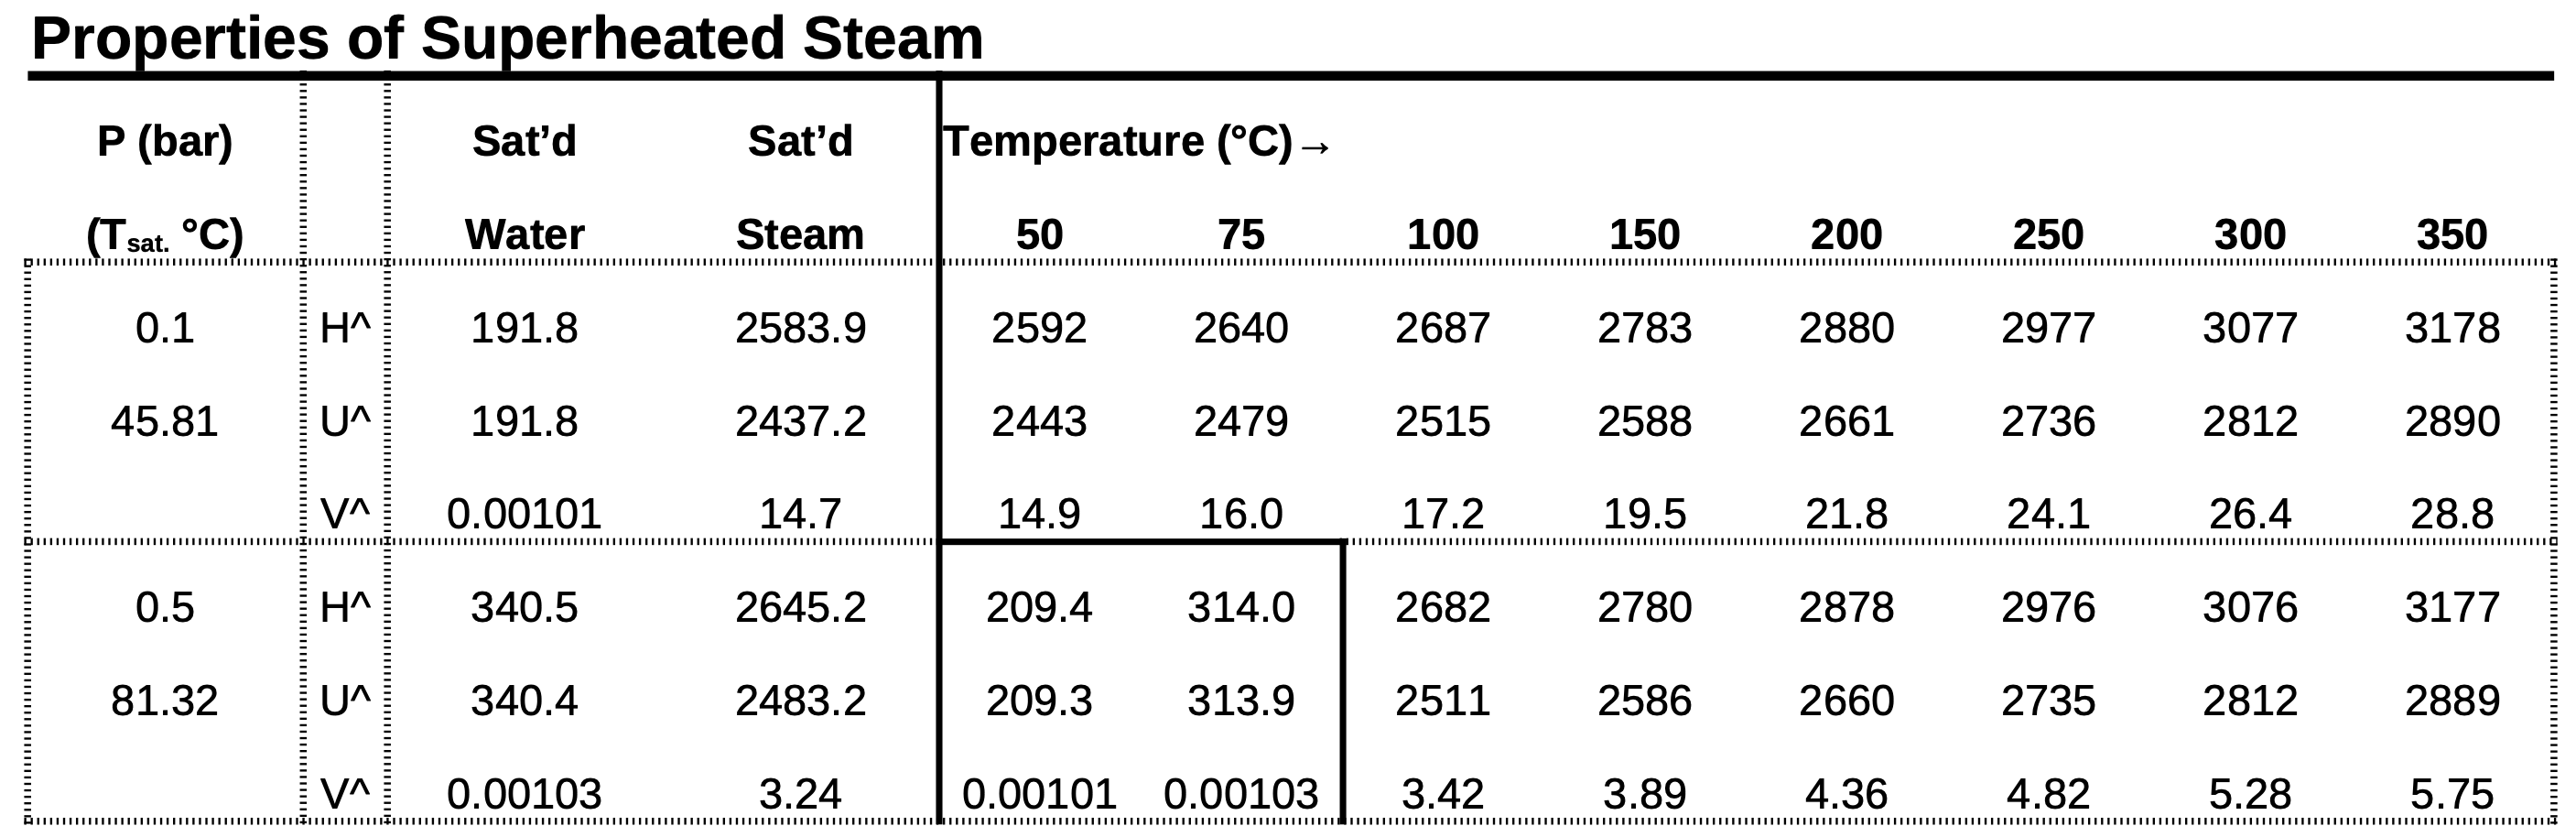 Properties of Superheated Steam
P (bar) Sat’d Sat’d Temperature (°C)→
(Tsat. °C) Water Steam 50 75 100 150 200 250 300 350
0.1 H^ 191.8 2583.9 2592 2640 2687 2783 2880 2977 3077 3178
45.81 U^ 191.8 2437.2 2443 2479 2515 2588 2661 2736 2812 2890
V^ 0.00101 14.7 14.9 16.0 17.2 19.5 21.8 24.1 26.4 28.8
0.5 H^ 340.5 2645.2 209.4 314.0 2682 2780 2878 2976 3076 3177
81.32 U^ 340.4 2483.2 209.3 313.9 2511 2586 2660 2735 2812 2889
V^ 0.00103 3.24 0.00101 0.00103 3.42 3.89 4.36 4.82 5.28 5.75